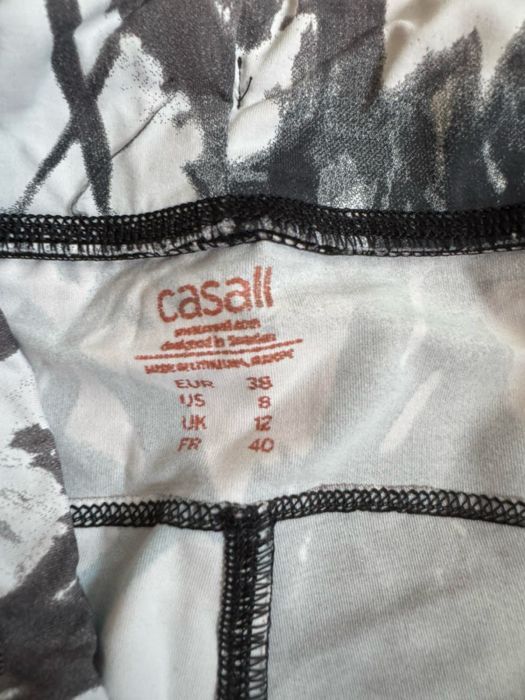 casall
designed in Sweden
EUR 38
US 8
UK 12
FR 40